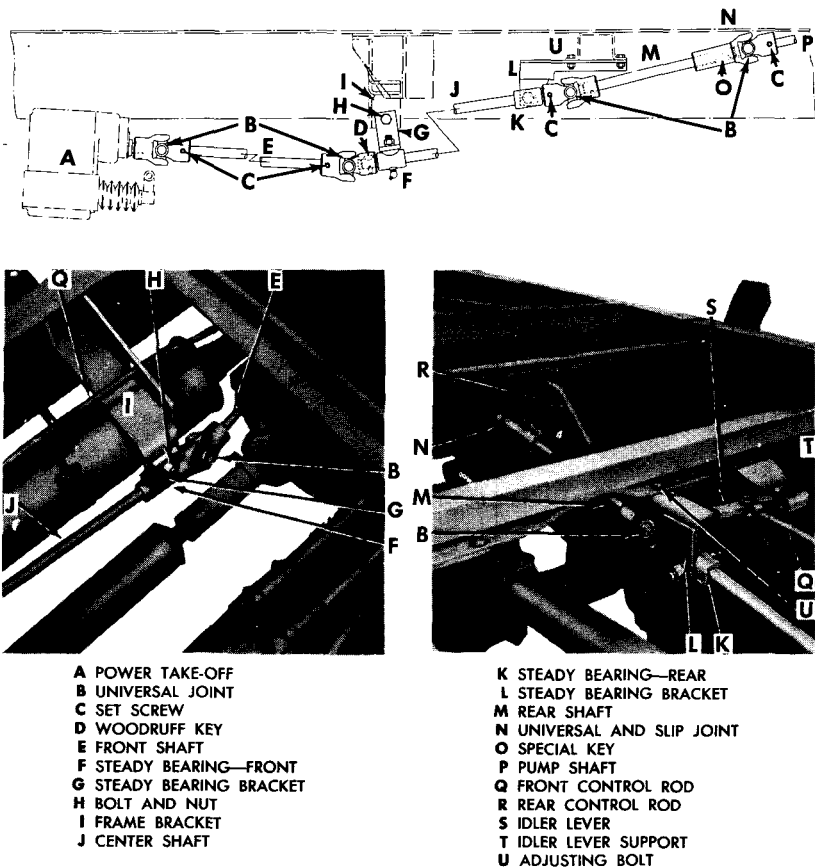 N
P
U
M
L
I
J
O
C
H
K
C
B
D
G
B
E
A
C
F
Q
H
E
I
J
B
G
F
S
R
N
T
M
B
Q
U
L
K
A POWER TAKE-OFF
B UNIVERSAL JOINT
C SET SCREW
D WOODRUFF KEY
E FRONT SHAFT
F STEADY BEARING—FRONT
G STEADY BEARING BRACKET
H BOLT AND NUT
I FRAME BRACKET
J CENTER SHAFT
K STEADY BEARING—REAR
L STEADY BEARING BRACKET
M REAR SHAFT
N UNIVERSAL AND SLIP JOINT
O SPECIAL KEY
P PUMP SHAFT
Q FRONT CONTROL ROD
R REAR CONTROL ROD
S IDLER LEVER
T IDLER LEVER SUPPORT
U ADJUSTING BOLT